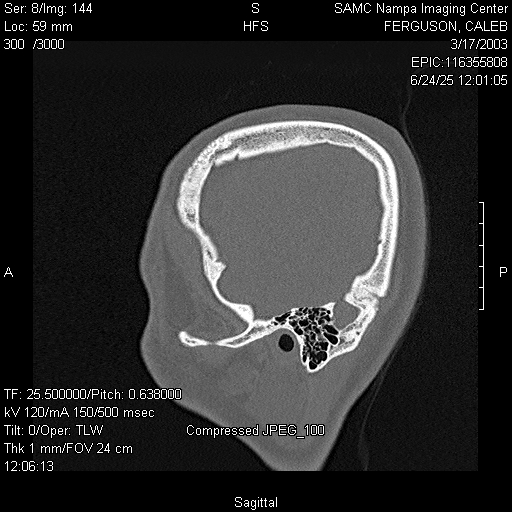 Ser: 8/Img: 144
Loc: 59 mm
300 /3000
S
HFS
SAMC Nampa Imaging Center
FERGUSON, CALEB
3/17/2003
EPIC:116355808
6/24/25 12:01:05
A
P
TF: 25.500000/Pitch: 0.638000
kV 120/mA 150/500 msec
Tilt: 0/Oper: TLW
Thk 1 mm/FOV 24 cm
12:06:13
Compressed JPEG_100
Sagittal